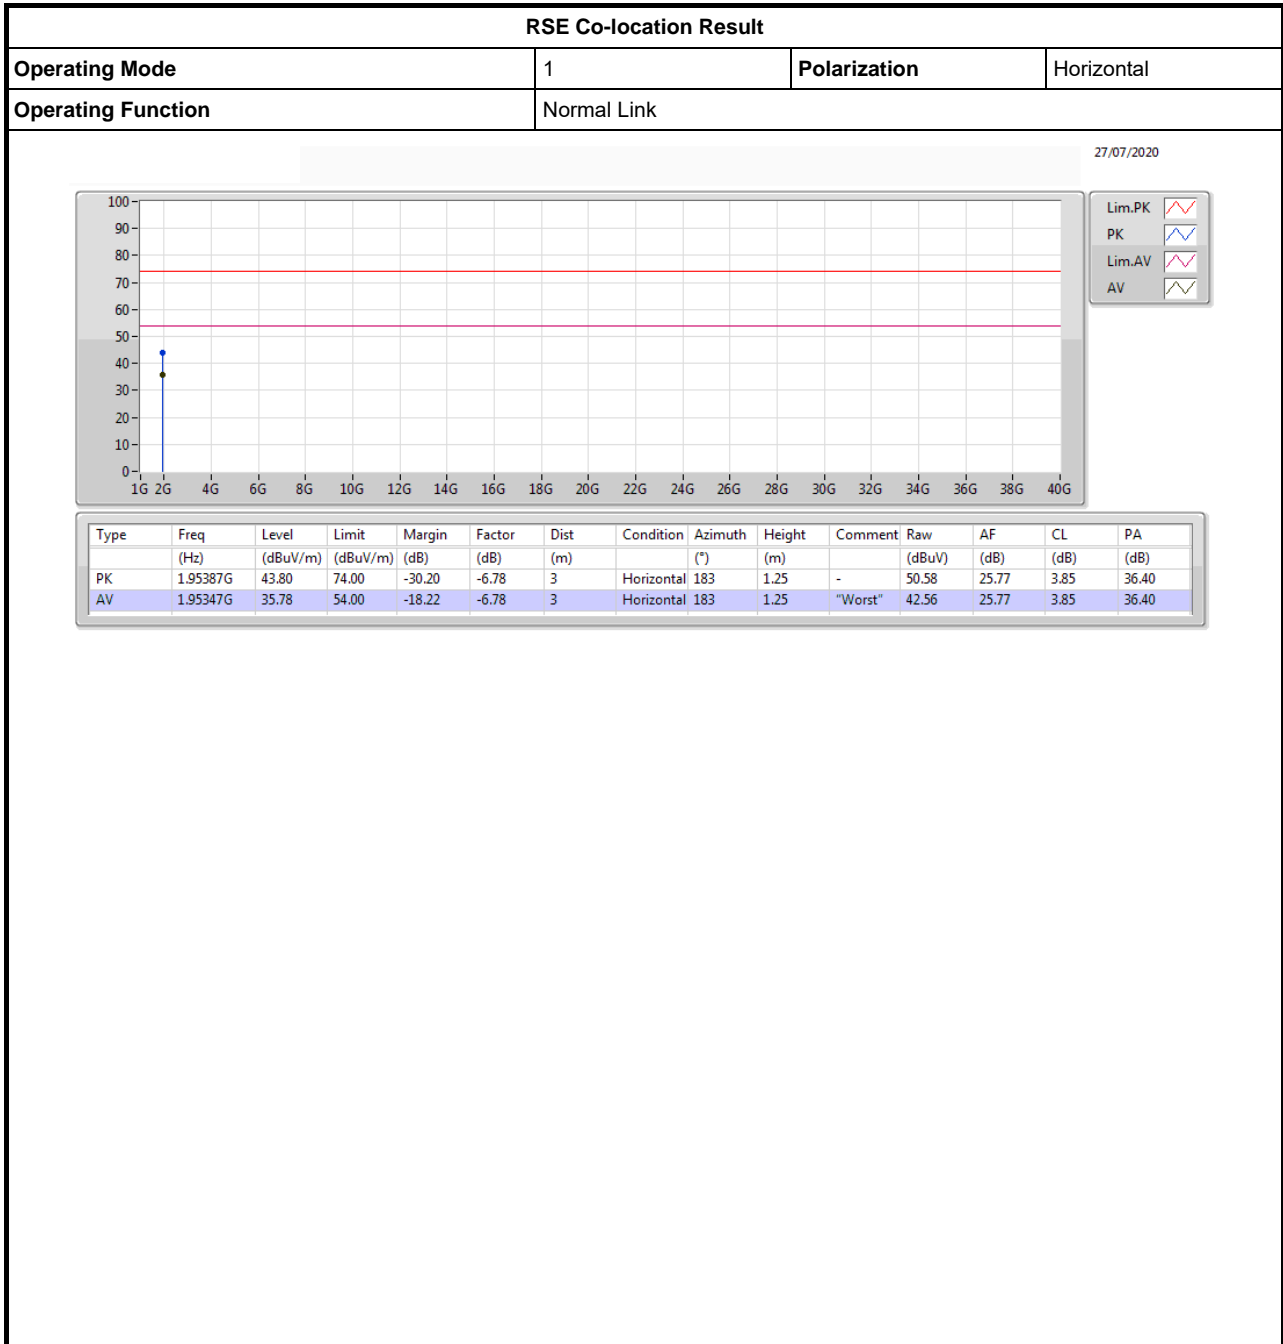 RSE Co-location Result
Operating Mode 1 Polarization Horizontal
Operating Function Normal Link
27/07/2020
100
90
80
70
60
50
40
30
20
10
0
1G 2G 4G 6G 8G 10G 12G 14G 16G 18G 20G 22G 24G 26G 28G 30G 32G 34G 36G 38G 40G
Lim.PK
PK
Lim.AV
AV
Type Freq Level Limit Margin Factor Dist Condition Azimuth Height Comment Raw AF CL PA
(Hz) (dBuV/m) (dBuV/m) (dB) (dB) (m) (°) (m) (dBuV) (dB) (dB) (dB)
PK 1.95387G 43.80 74.00 -30.20 -6.78 3 Horizontal 183 1.25 - 50.58 25.77 3.85 36.40
AV 1.95347G 35.78 54.00 -18.22 -6.78 3 Horizontal 183 1.25 "Worst" 42.56 25.77 3.85 36.40